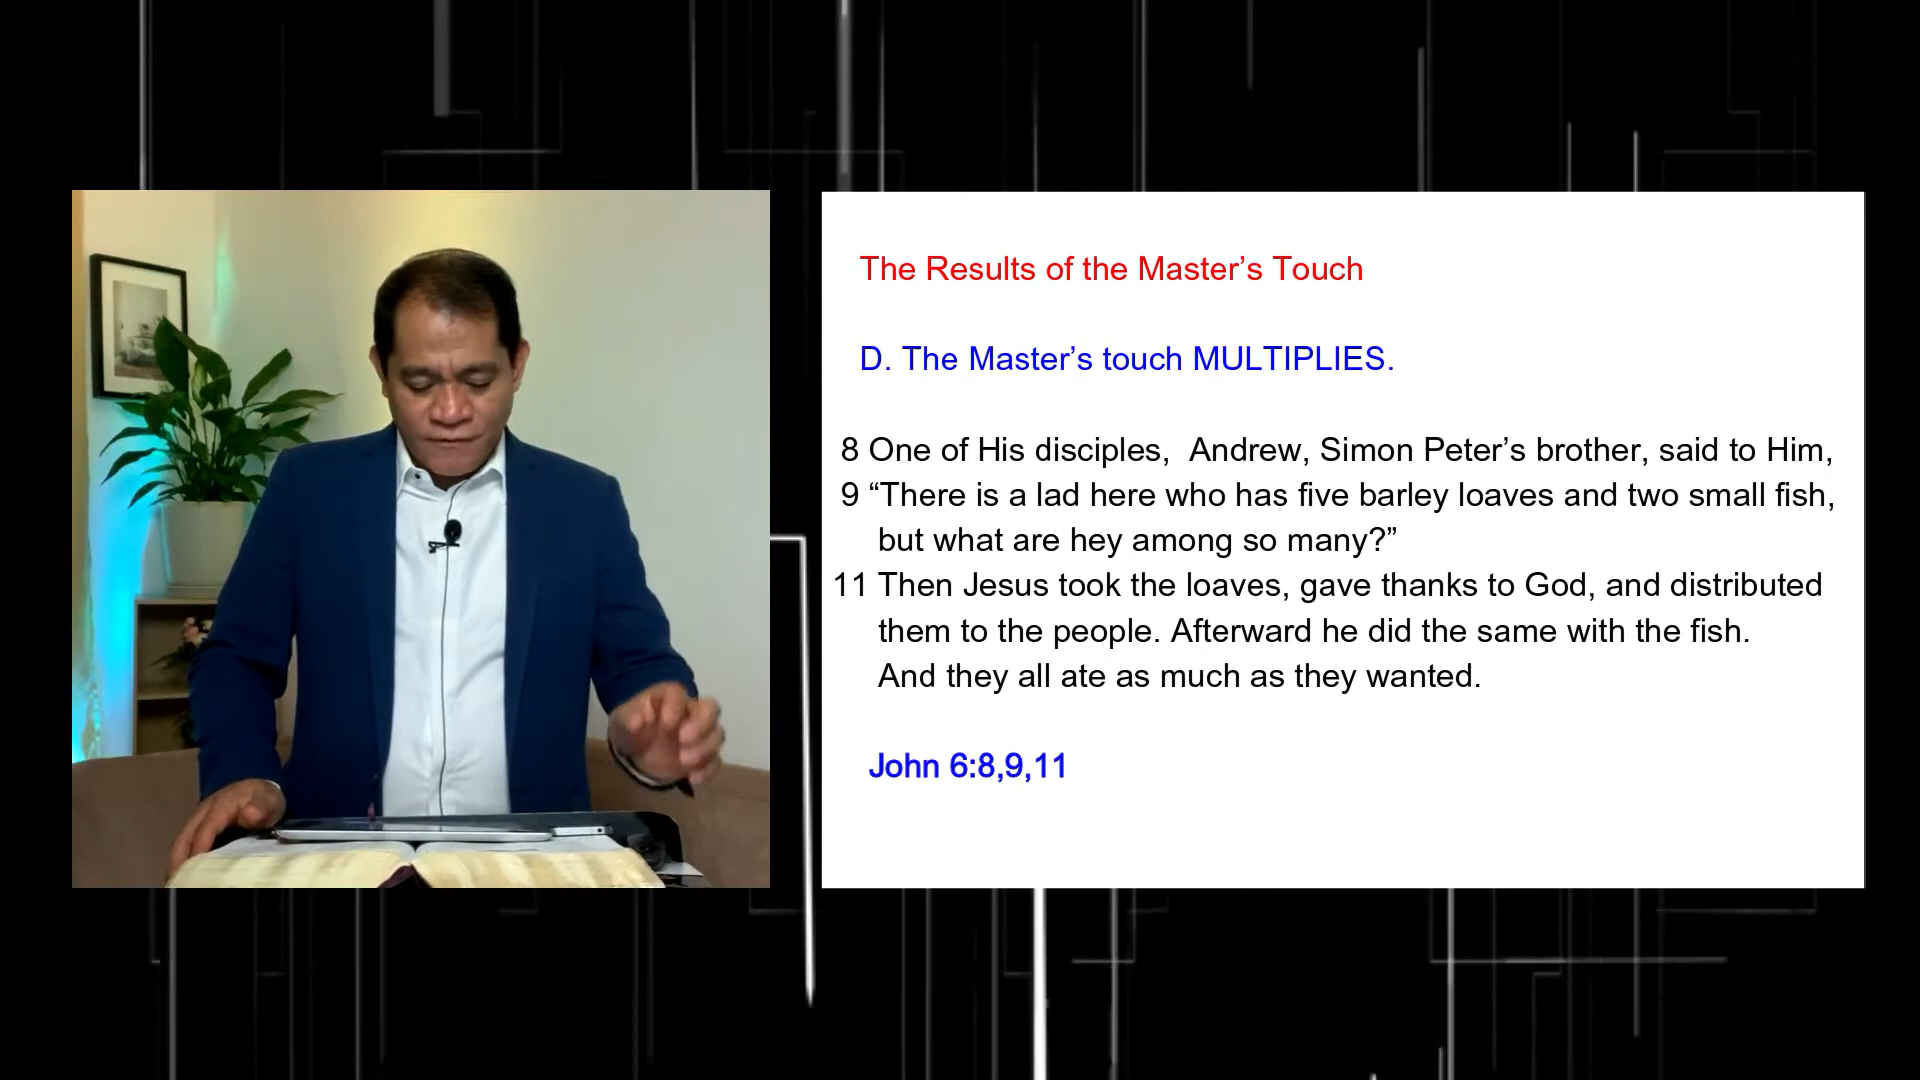 The Results of the Master’s Touch
D. The Master’s touch MULTIPLIES.
8 One of His disciples, Andrew, Simon Peter’s brother, said to Him,
9 “There is a lad here who has five barley loaves and two small fish,
but what are hey among so many?”
11 Then Jesus took the loaves, gave thanks to God, and distributed
them to the people. Afterward he did the same with the fish.
And they all ate as much as they wanted.
John 6:8,9,11